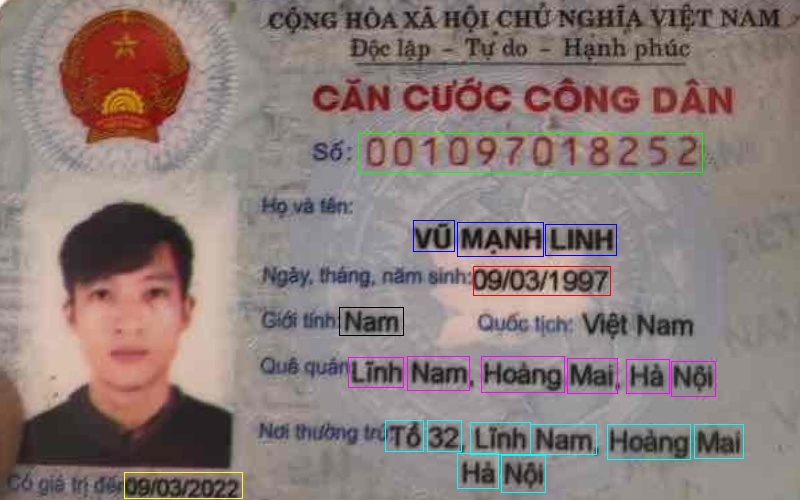 CỘNG HÒA XÃ HỘI CHỦ NGHĨA VIỆT NAM
Độc lập - Tự do - Hạnh phúc
CĂN CƯỚC CÔNG DÂN
Số: 001097018252
Họ và tên:
VŨ MẠNH LINH
Ngày, tháng, năm sinh: 09/03/1997
Giới tính: Nam Quốc tịch: Việt Nam
Quê quán: Lĩnh Nam, Hoàng Mai, Hà Nội
Nơi thường trú: Tổ 32, Lĩnh Nam, Hoàng Mai
Hà Nội
Có giá trị đến 09/03/2022